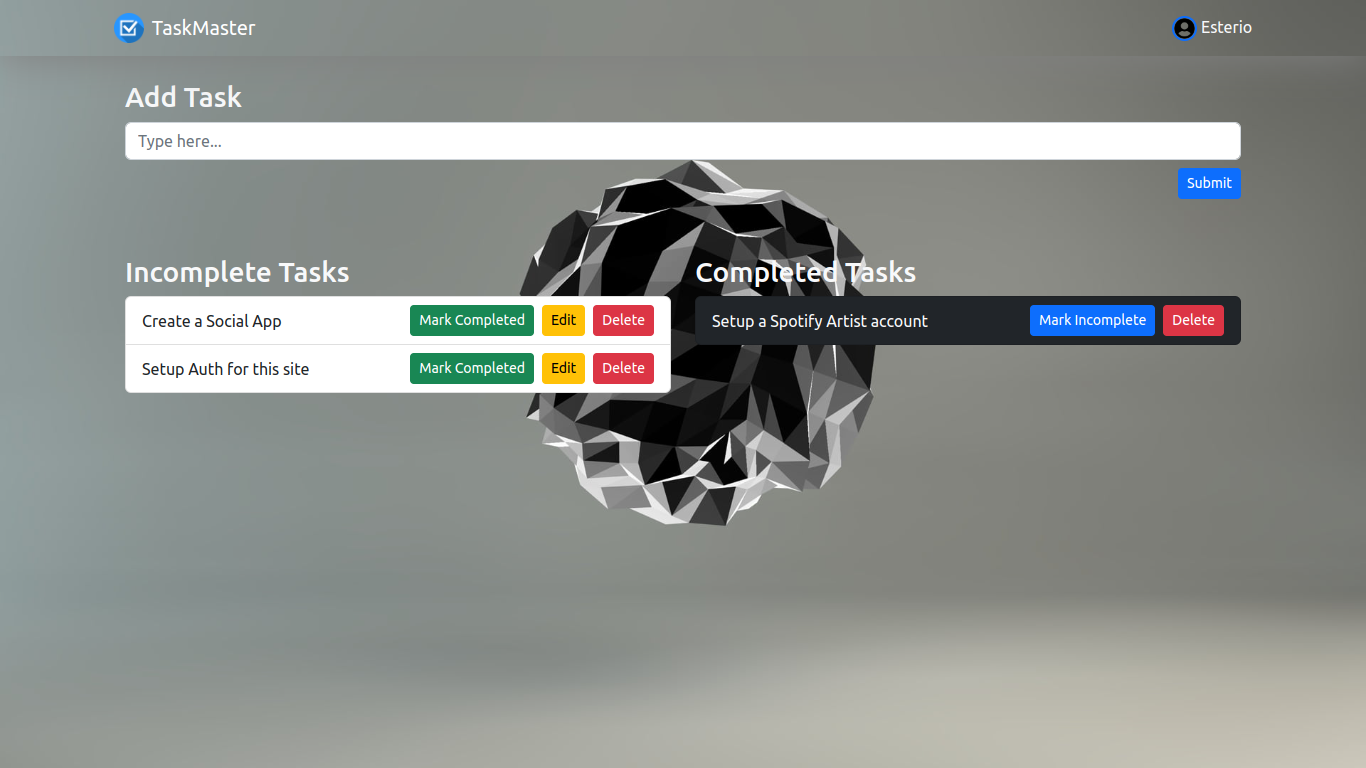 TaskMaster
Esterio
Add Task
Type here...
Submit
Incomplete Tasks
Create a Social App Mark Completed Edit Delete
Setup Auth for this site Mark Completed Edit Delete
Completed Tasks
Setup a Spotify Artist account Mark Incomplete Delete